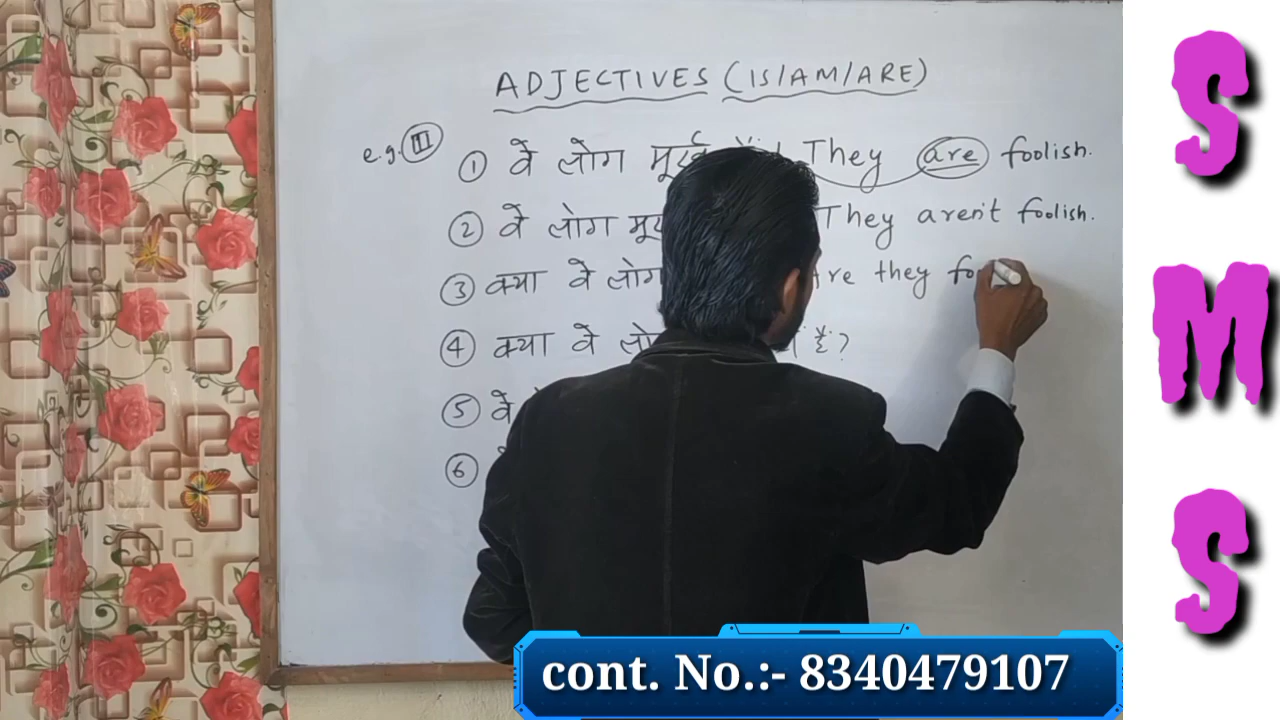 ADJECTIVES (IS/AM/ARE)
e.g. III
1 वे लोग मूर्ख They are foolish.
2 वे लोग They aren't foolish.
3 क्या वे लोग Are they
4 क्या वे हैं?
5 वे
6
S
M
S
cont. No.:- 8340479107